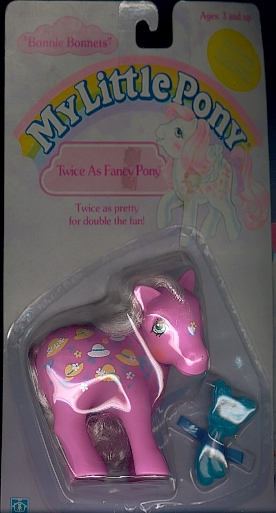 "Bonnie Bonnets"
Ages: 3 and up
My Little Pony
Twice As Fancy Pony
Twice as pretty
for double the fun!